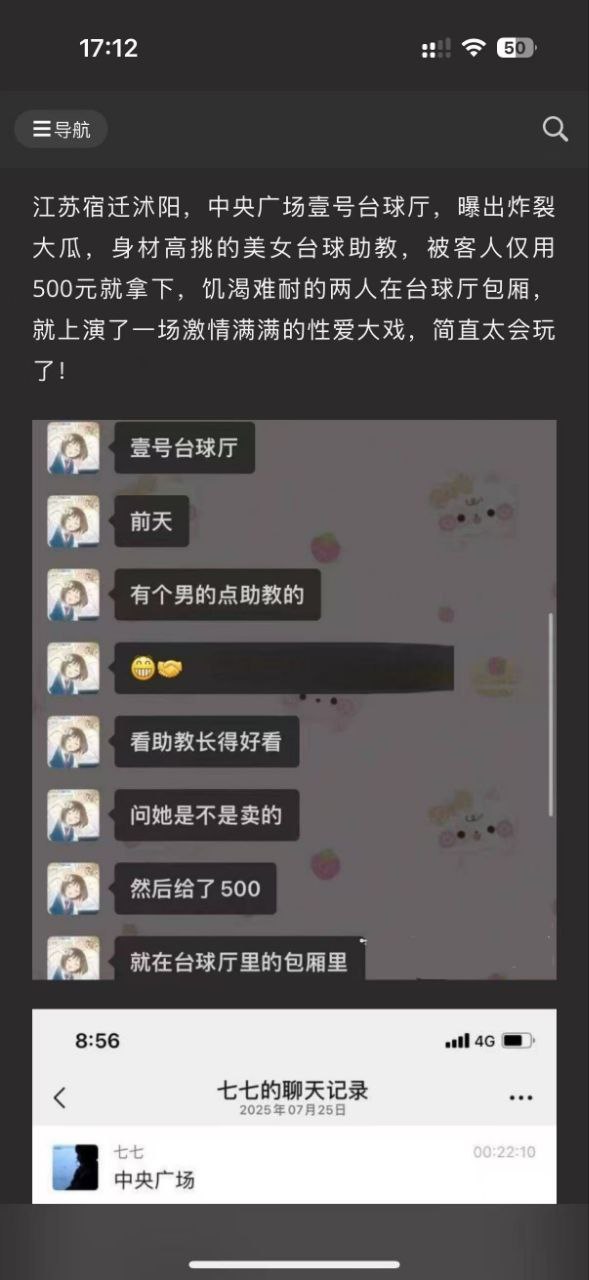 17:12
50
导航
江苏宿迁沭阳，中央广场壹号台球厅，曝出炸裂
大瓜，身材高挑的美女台球助教，被客人仅用
500元就拿下，饥渴难耐的两人在台球厅包厢，
就上演了一场激情满满的性爱大戏，简直太会玩
了！
壹号台球厅
前天
有个男的点助教的
😁🤝
看助教长得好看
问她是不是卖的
然后给了500
就在台球厅里的包厢里
8:56
4G
七七的聊天记录
2025年07月25日
七七
00:22:10
中央广场